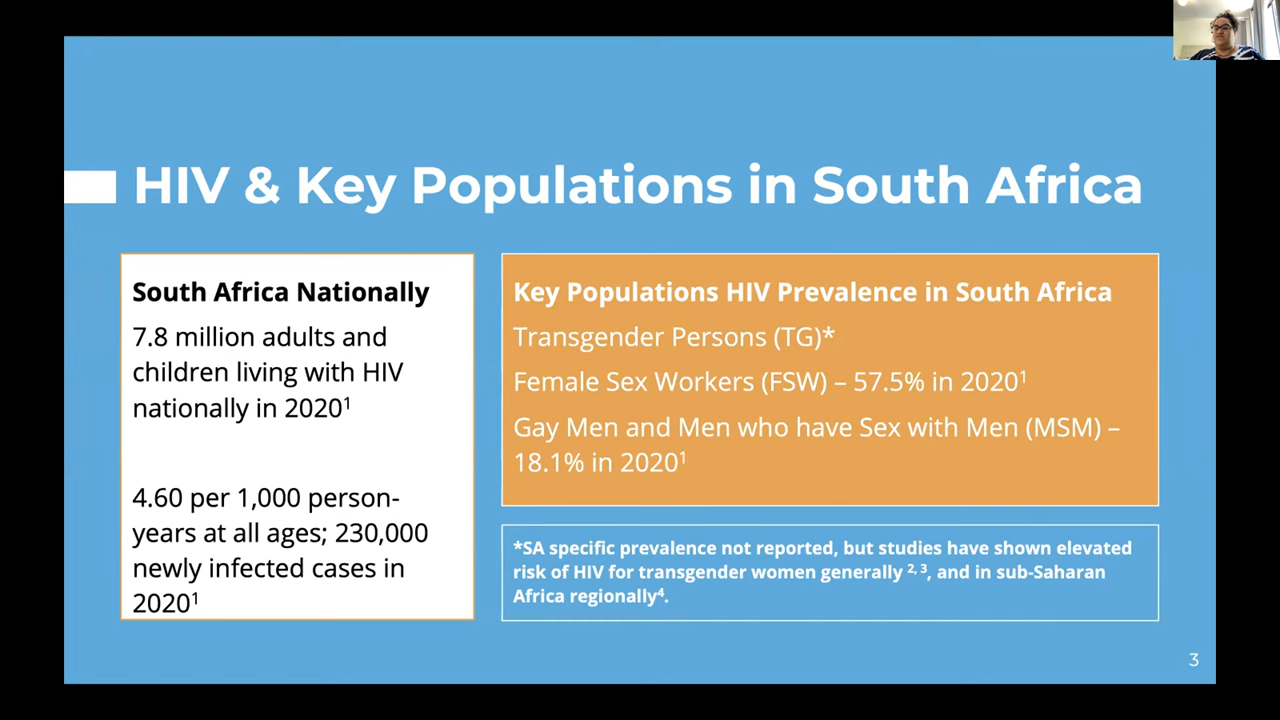 HIV & Key Populations in South Africa
South Africa Nationally
7.8 million adults and
children living with HIV
nationally in 2020¹
4.60 per 1,000 person-
years at all ages; 230,000
newly infected cases in
2020¹
Key Populations HIV Prevalence in South Africa
Transgender Persons (TG)*
Female Sex Workers (FSW) – 57.5% in 2020¹
Gay Men and Men who have Sex with Men (MSM) –
18.1% in 2020¹
*SA specific prevalence not reported, but studies have shown elevated
risk of HIV for transgender women generally ²,³, and in sub-Saharan
Africa regionally⁴.
3